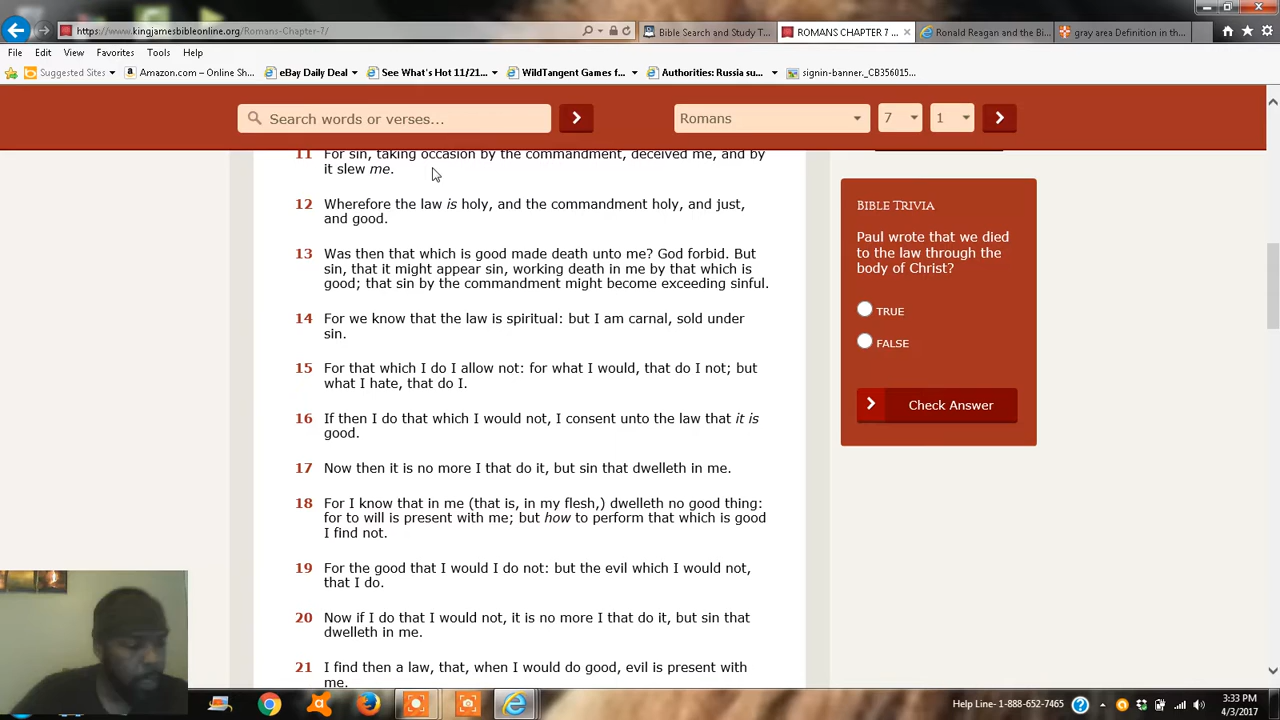 https://www.kingjamesbibleonline.org/Romans-Chapter-7/
Bible Search and Study T...
ROMANS CHAPTER 7 ...
Ronald Reagan and the Bi...
gray area Definition in th...
File Edit View Favorites Tools Help
Suggested Sites
Amazon.com – Online Sh...
eBay Daily Deal
See What's Hot 11/21...
WildTangent Games f...
Authorities: Russia su...
signin-banner._CB356015...
Search words or verses...
Romans 7 1
11 For sin, taking occasion by the commandment, deceived me, and by
it slew me.
12 Wherefore the law is holy, and the commandment holy, and just,
and good.
13 Was then that which is good made death unto me? God forbid. But
sin, that it might appear sin, working death in me by that which is
good; that sin by the commandment might become exceeding sinful.
14 For we know that the law is spiritual: but I am carnal, sold under
sin.
15 For that which I do I allow not: for what I would, that do I not; but
what I hate, that do I.
16 If then I do that which I would not, I consent unto the law that it is
good.
17 Now then it is no more I that do it, but sin that dwelleth in me.
18 For I know that in me (that is, in my flesh,) dwelleth no good thing:
for to will is present with me; but how to perform that which is good
I find not.
19 For the good that I would I do not: but the evil which I would not,
that I do.
20 Now if I do that I would not, it is no more I that do it, but sin that
dwelleth in me.
21 I find then a law, that, when I would do good, evil is present with
me.
BIBLE TRIVIA
Paul wrote that we died
to the law through the
body of Christ?
TRUE
FALSE
Check Answer
Help Line- 1-888-652-7465
3:33 PM
4/3/2017